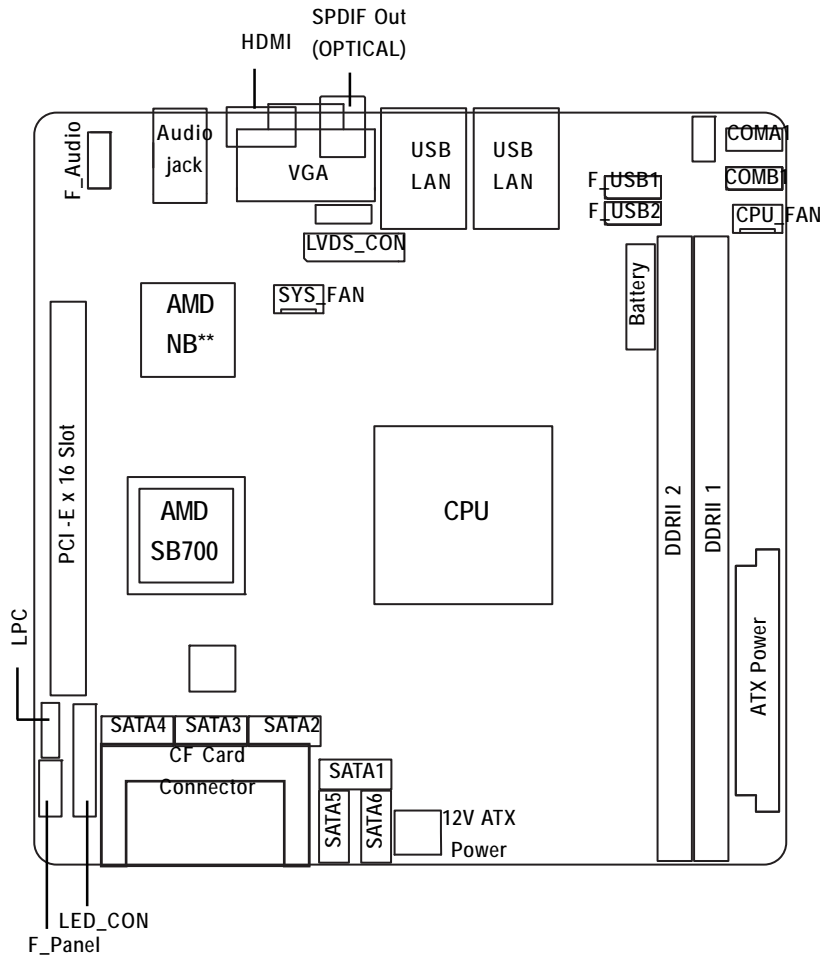 SPDIF Out
(OPTICAL)
HDMI
F_Audio
Audio
jack
VGA
USB
LAN
USB
LAN
COMA1
F_USB1
COMB1
F_USB2
CPU_FAN
LVDS_CON
SYS_FAN
Battery
AMD
NB**
PCI -E x 16 Slot
AMD
SB700
CPU
DDRII 2
DDRII 1
LPC
ATX Power
SATA4
SATA3
SATA2
CF Card
Connector
SATA1
SATA5
SATA6
12V ATX
Power
LED_CON
F_Panel